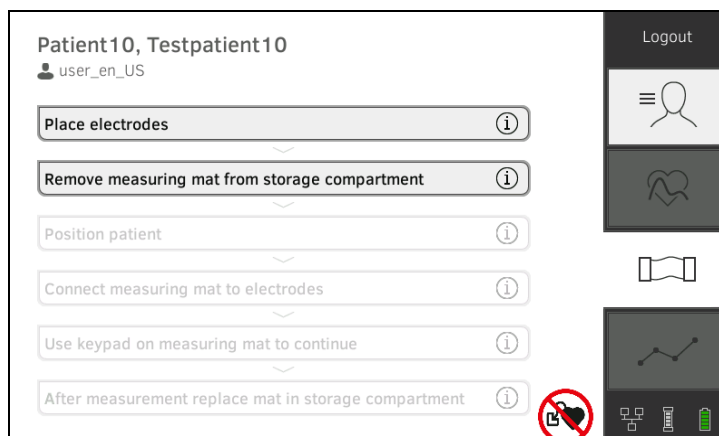 Patient10, Testpatient10
user_en_US
Logout
Place electrodes
Remove measuring mat from storage compartment
Position patient
Connect measuring mat to electrodes
Use keypad on measuring mat to continue
After measurement replace mat in storage compartment